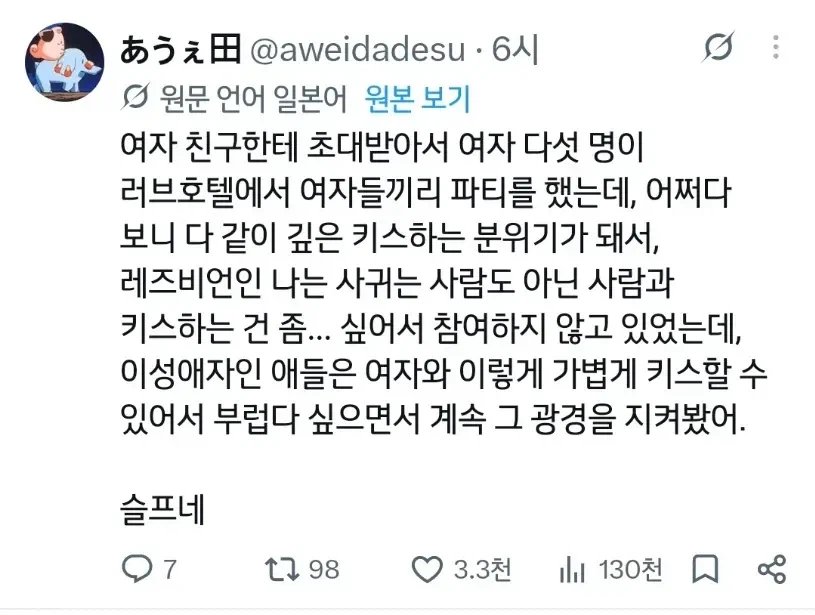 あうぇ田 @aweidadesu · 6시
원문 언어 일본어 원본 보기
여자 친구한테 초대받아서 여자 다섯 명이
러브호텔에서 여자들끼리 파티를 했는데, 어쩌다
보니 다 같이 깊은 키스하는 분위기가 돼서,
레즈비언인 나는 사귀는 사람도 아닌 사람과
키스하는 건 좀... 싶어서 참여하지 않고 있었는데,
이성애자인 애들은 여자와 이렇게 가볍게 키스할 수
있어서 부럽다 싶으면서 계속 그 광경을 지켜봤어.
슬프네
7 98 3.3천 130천